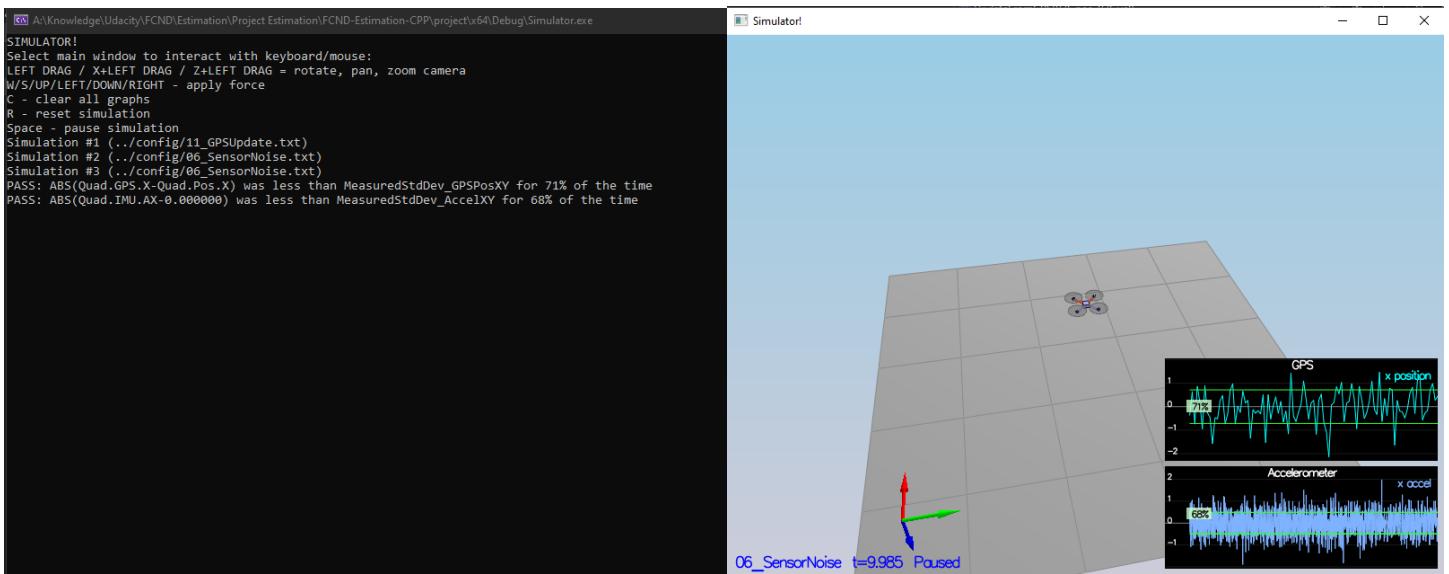 A:\Knowledge\Udacity\FCND\Estimation\Project Estimation\FCND-Estimation-CPP\project\x64\Debug\Simulator.exe
SIMULATOR!
Select main window to interact with keyboard/mouse:
LEFT DRAG / X+LEFT DRAG / Z+LEFT DRAG = rotate, pan, zoom camera
W/S/UP/LEFT/DOWN/RIGHT - apply force
C - clear all graphs
R - reset simulation
Space - pause simulation
Simulation #1 (../config/11_GPSUpdate.txt)
Simulation #2 (../config/06_SensorNoise.txt)
Simulation #3 (../config/06_SensorNoise.txt)
PASS: ABS(Quad.GPS.X-Quad.Pos.X) was less than MeasuredStdDev_GPSPosXY for 71% of the time
PASS: ABS(Quad.IMU.AX-0.000000) was less than MeasuredStdDev_AccelXY for 68% of the time
Simulator!
GPS
x position
1
0
71%
-1
-2
Accelerometer
2
x accel
1
68%
0
-1
06_SensorNoise t=9.985 Paused